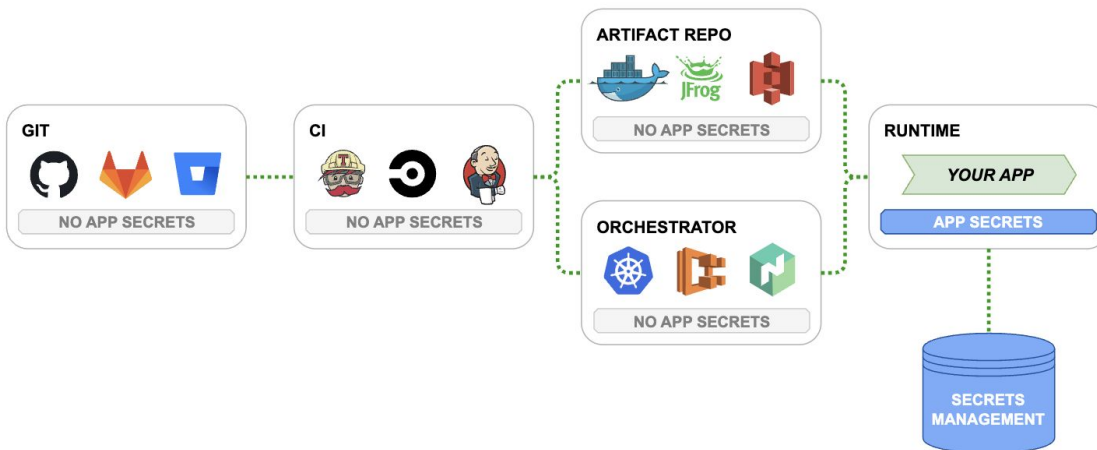 GIT
NO APP SECRETS
CI
T
NO APP SECRETS
ARTIFACT REPO
JFrog
NO APP SECRETS
ORCHESTRATOR
NO APP SECRETS
RUNTIME
YOUR APP
APP SECRETS
SECRETS
MANAGEMENT